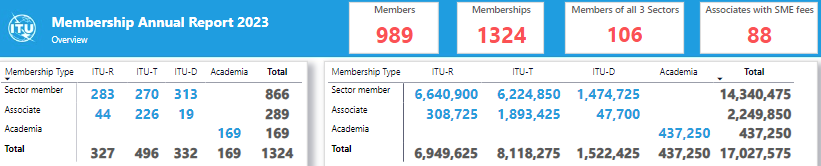 ITU
Membership Annual Report 2023
Overview
Members
989
Memberships
1324
Members of all 3 Sectors
106
Associates with SME fees
88
Membership Type ITU-R ITU-T ITU-D Academia Total
Sector member 283 270 313 866
Associate 44 226 19 289
Academia 169 169
Total 327 496 332 169 1324
Membership Type ITU-R ITU-T ITU-D Academia Total
Sector member 6,640,900 6,224,850 1,474,725 14,340,475
Associate 308,725 1,893,425 47,700 2,249,850
Academia 437,250 437,250
Total 6,949,625 8,118,275 1,522,425 437,250 17,027,575